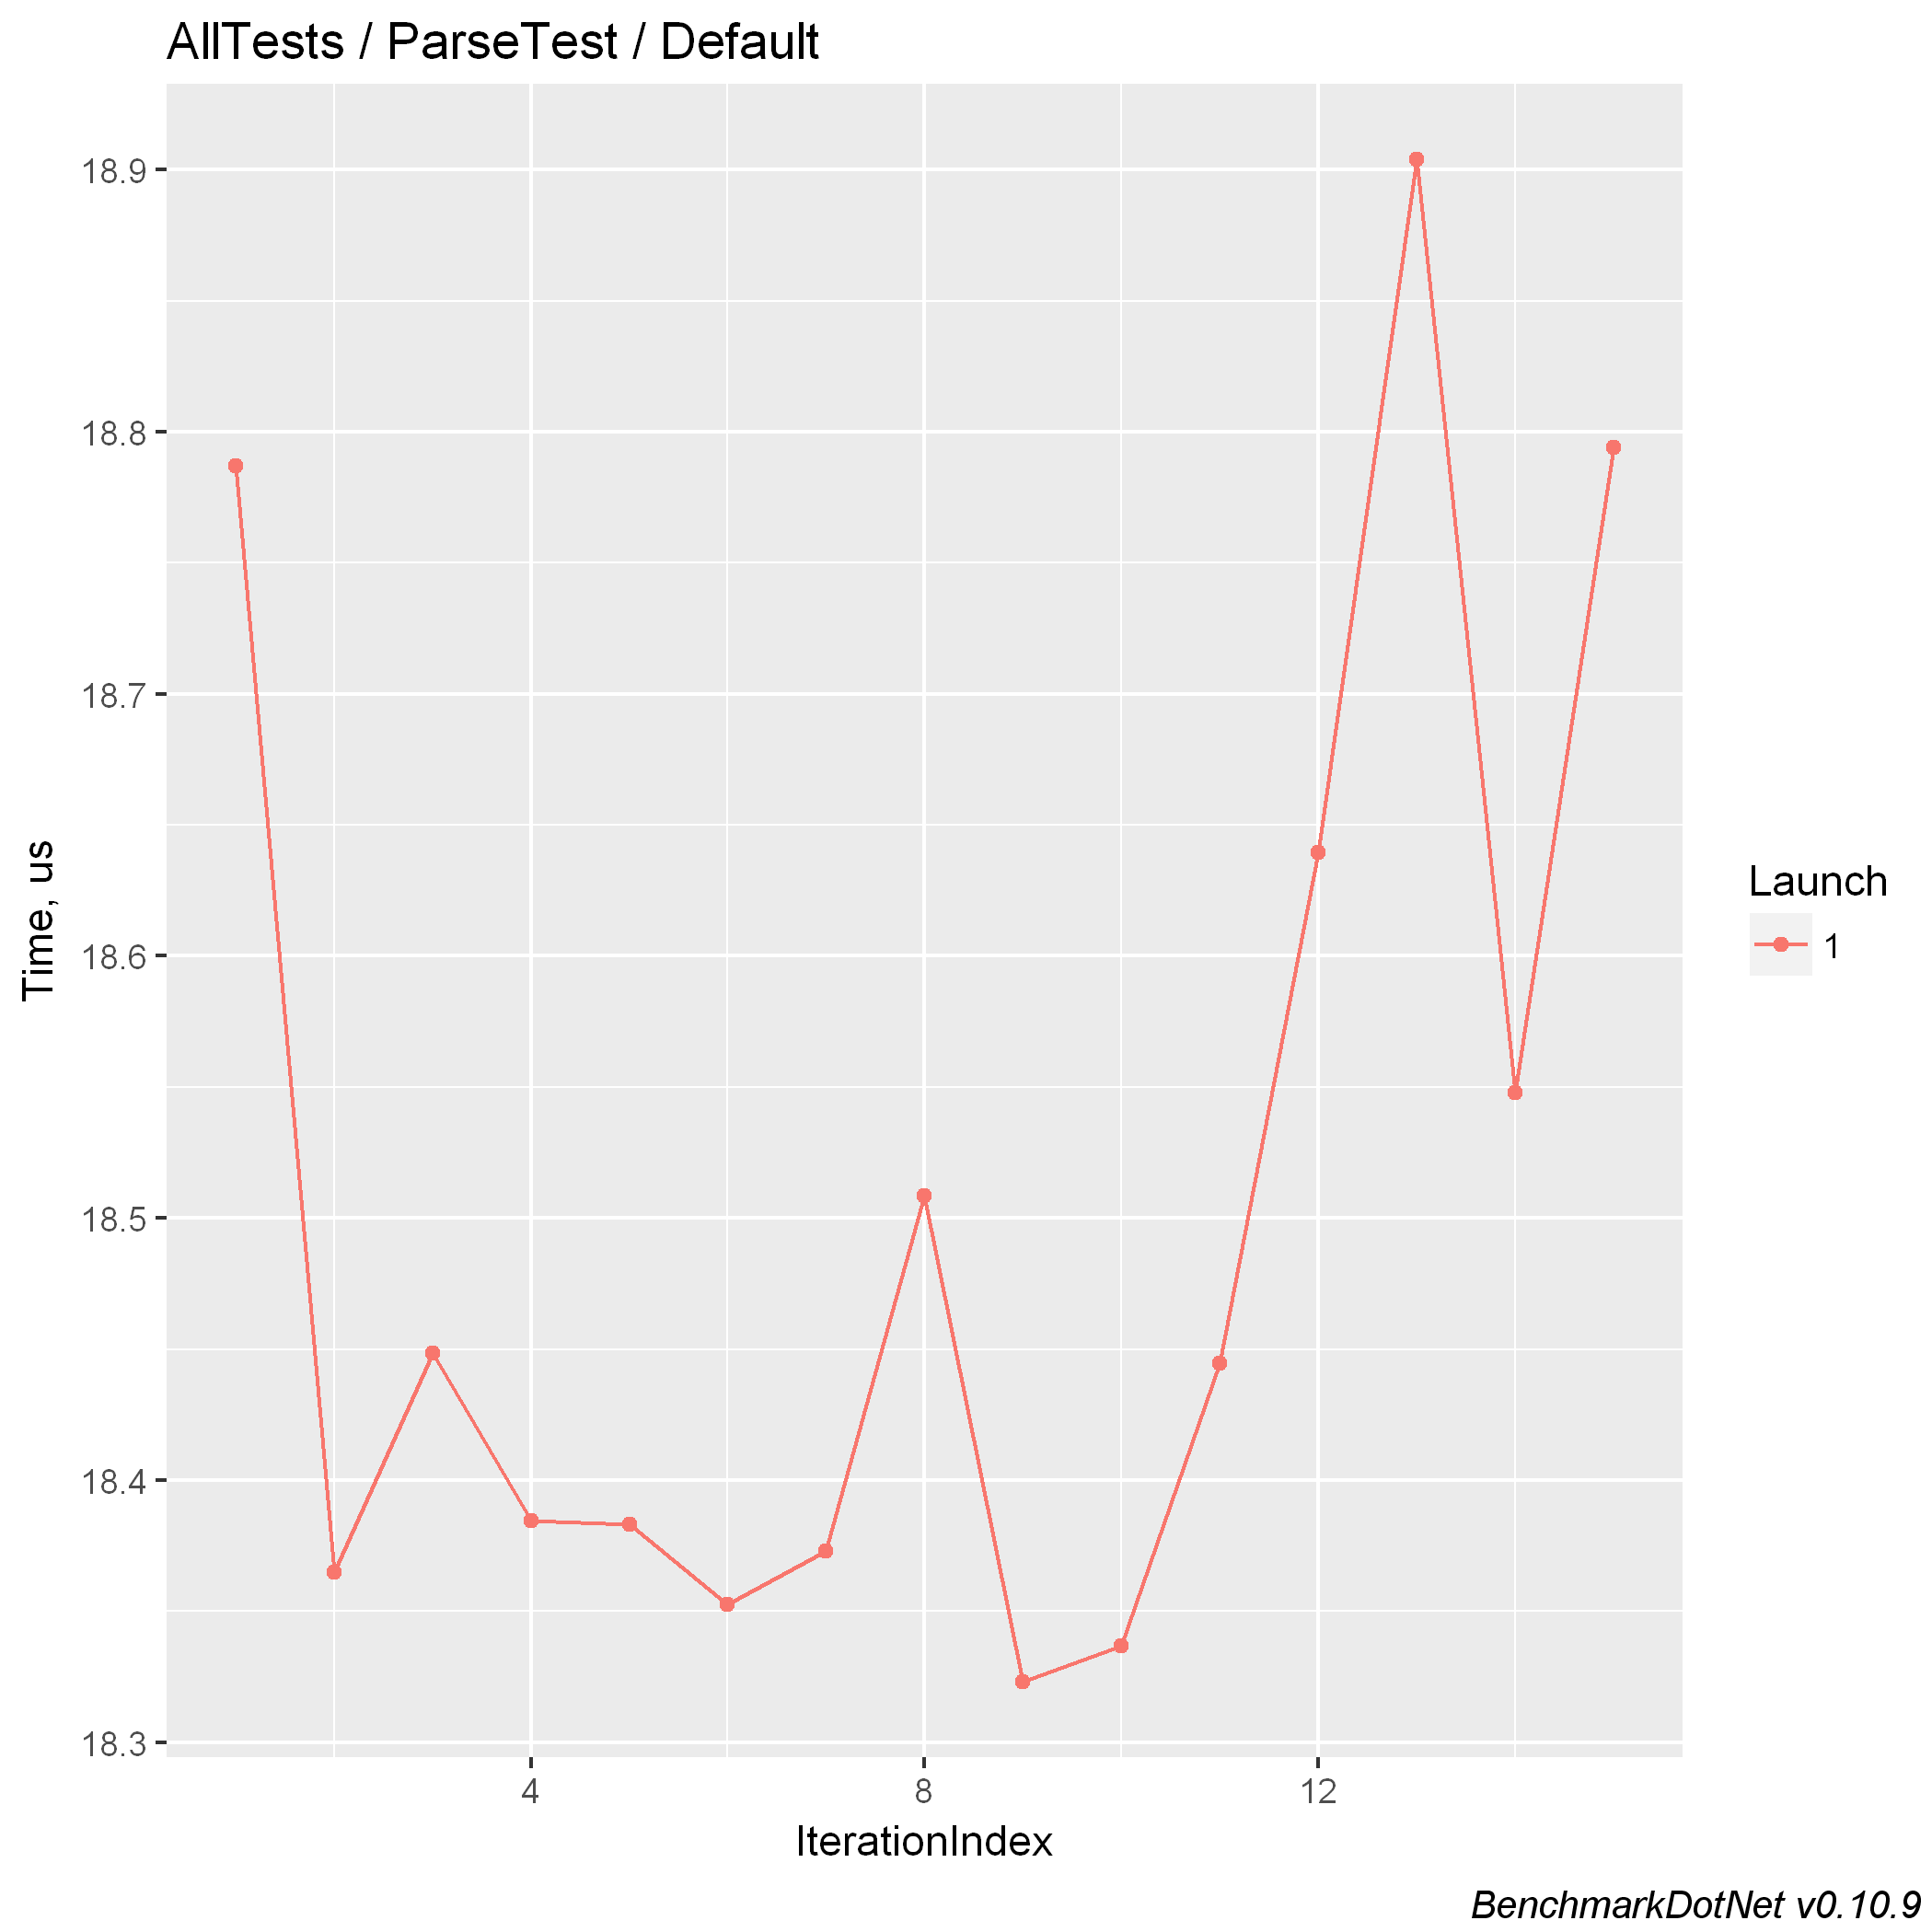 AllTests / ParseTest / Default
18.9
18.8
18.7
18.6
18.5
18.4
18.3
Time, us
4 8 12
IterationIndex
Launch
1
BenchmarkDotNet v0.10.9